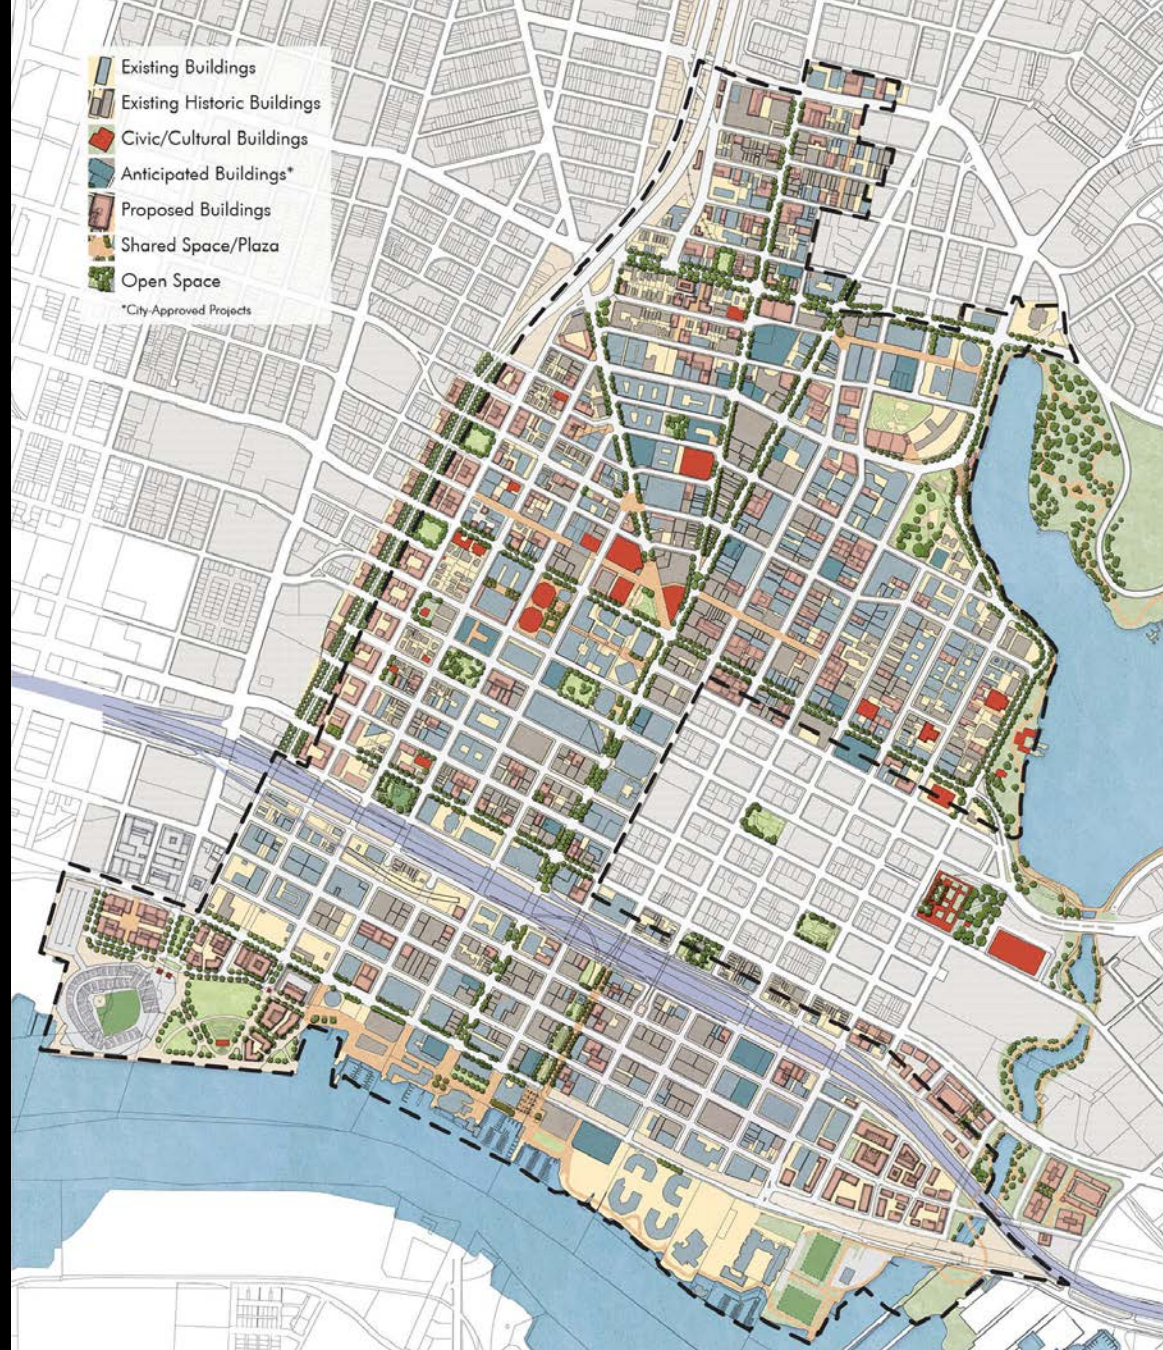 Existing Buildings
Existing Historic Buildings
Civic/Cultural Buildings
Anticipated Buildings*
Proposed Buildings
Shared Space/Plaza
Open Space
*City-Approved Projects